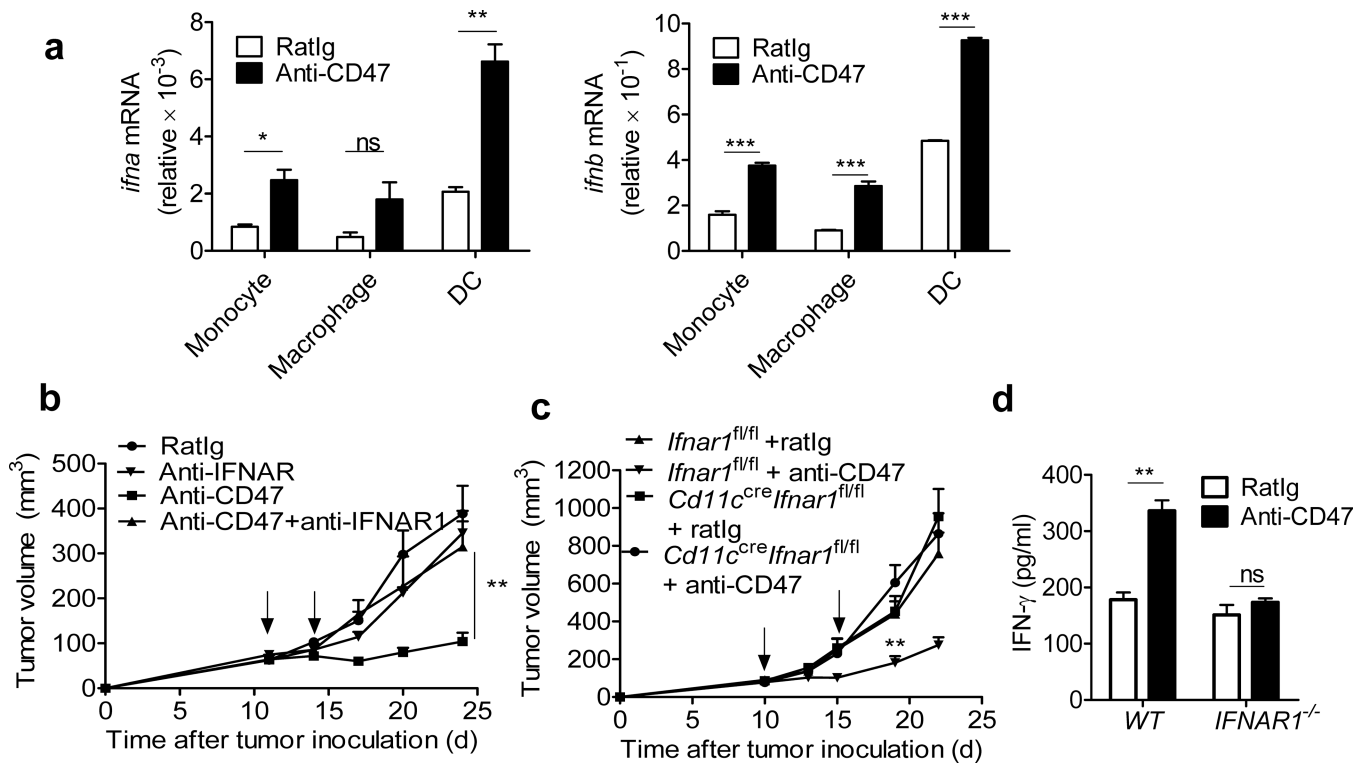 a
ifna mRNA
(relative × 10⁻³)
8
6
4
2
0
RatIg
Anti-CD47
*
ns
**
Monocyte
Macrophage
DC
ifnb mRNA
(relative × 10⁻¹)
10
8
6
4
2
0
RatIg
Anti-CD47
***
***
***
Monocyte
Macrophage
DC
b
RatIg
Anti-IFNAR
Anti-CD47
Anti-CD47+anti-IFNAR1
Tumor volume (mm³)
500
400
300
200
100
0
**
0 5 10 15 20 25
Time after tumor inoculation (d)
c
Ifnar1fl/fl +ratIg
Ifnar1fl/fl + anti-CD47
Cd11ccreIfnar1fl/fl
+ ratIg
Cd11ccreIfnar1fl/fl
+ anti-CD47
Tumor volume (mm³)
1200
1000
800
600
400
200
0
**
0 5 10 15 20 25
Time after tumor inoculation (d)
d
IFN-γ (pg/ml)
400
300
200
100
0
RatIg
Anti-CD47
**
ns
WT
IFNAR1-/-